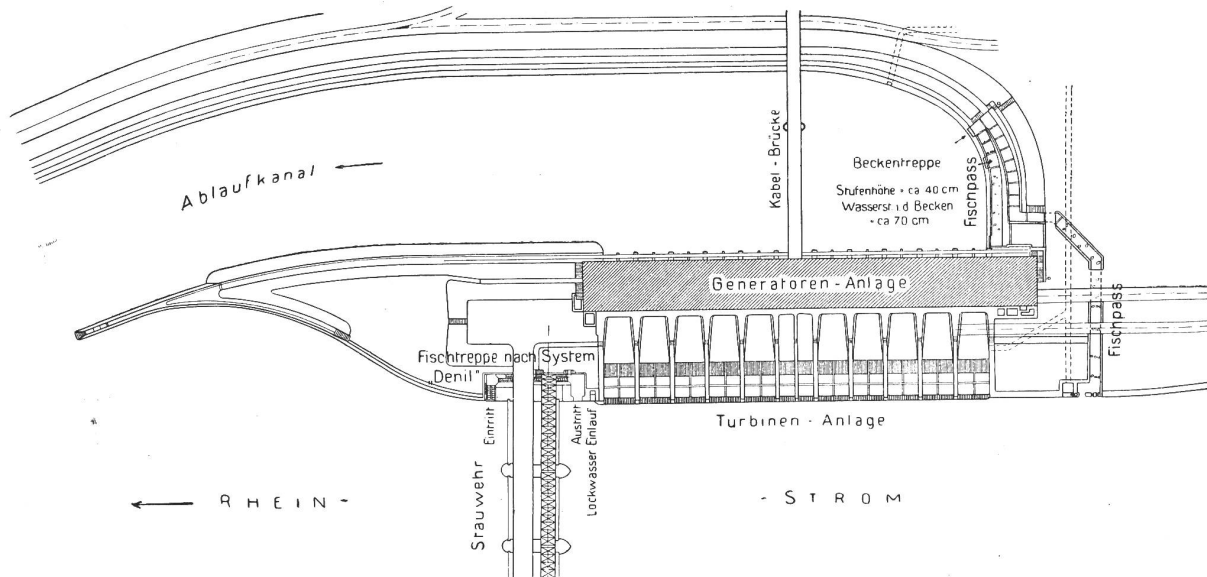 Ablaufkanal
Kabel - Brücke
Beckentreppe
Stufenhöhe = ca 40 cm
Wasserst. i d Becken
= ca 70 cm
Fischpass
Generatoren - Anlage
Fischpass
Fischtreppe nach System
„Denil"
Eintritt
Austritt
Lockwasser Einlauf
Turbinen - Anlage
Stauwehr
RHEIN -
- STROM